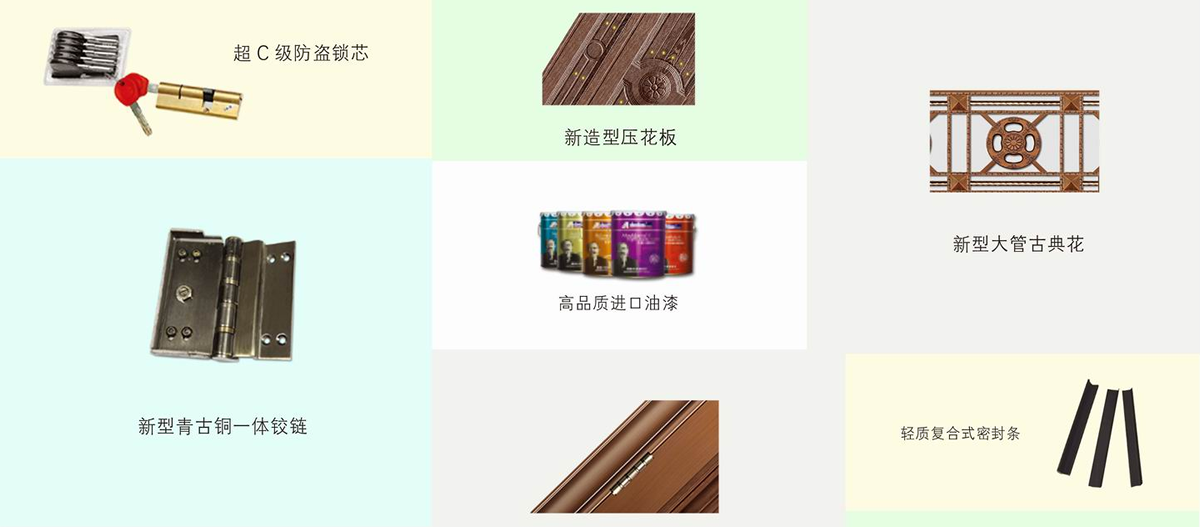 超 C 级防盗锁芯
新造型压花板
新型大管古典花
高品质进口油漆
新型青古铜一体铰链
轻质复合式密封条